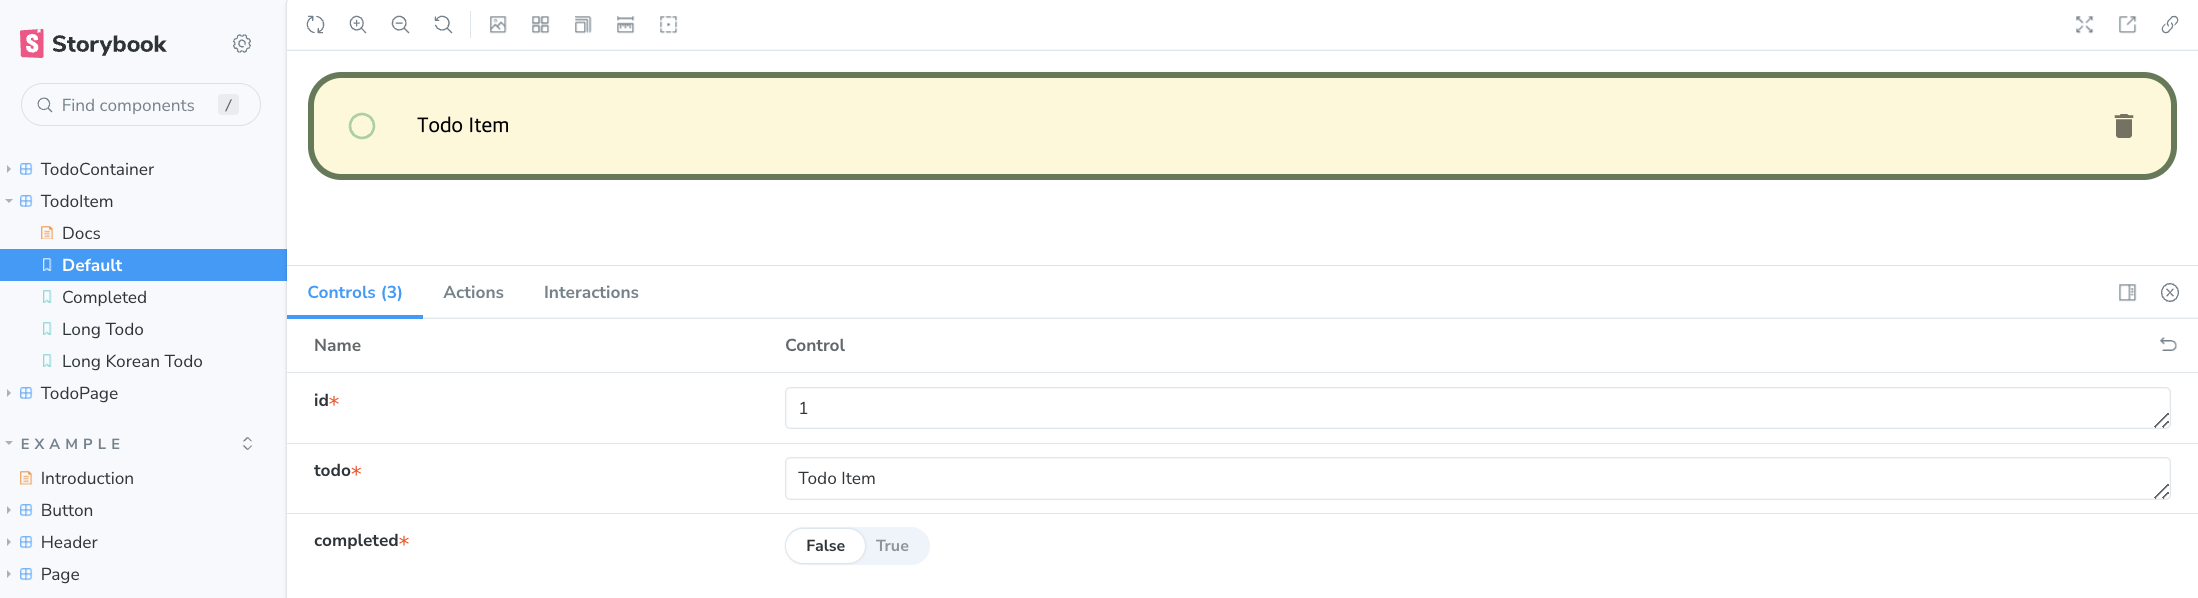 Storybook
Find components /
TodoContainer
TodoItem
Docs
Default
Completed
Long Todo
Long Korean Todo
TodoPage
EXAMPLE
Introduction
Button
Header
Page
Todo Item
Controls (3) Actions Interactions
Name Control
id* 1
todo* Todo Item
completed* False True